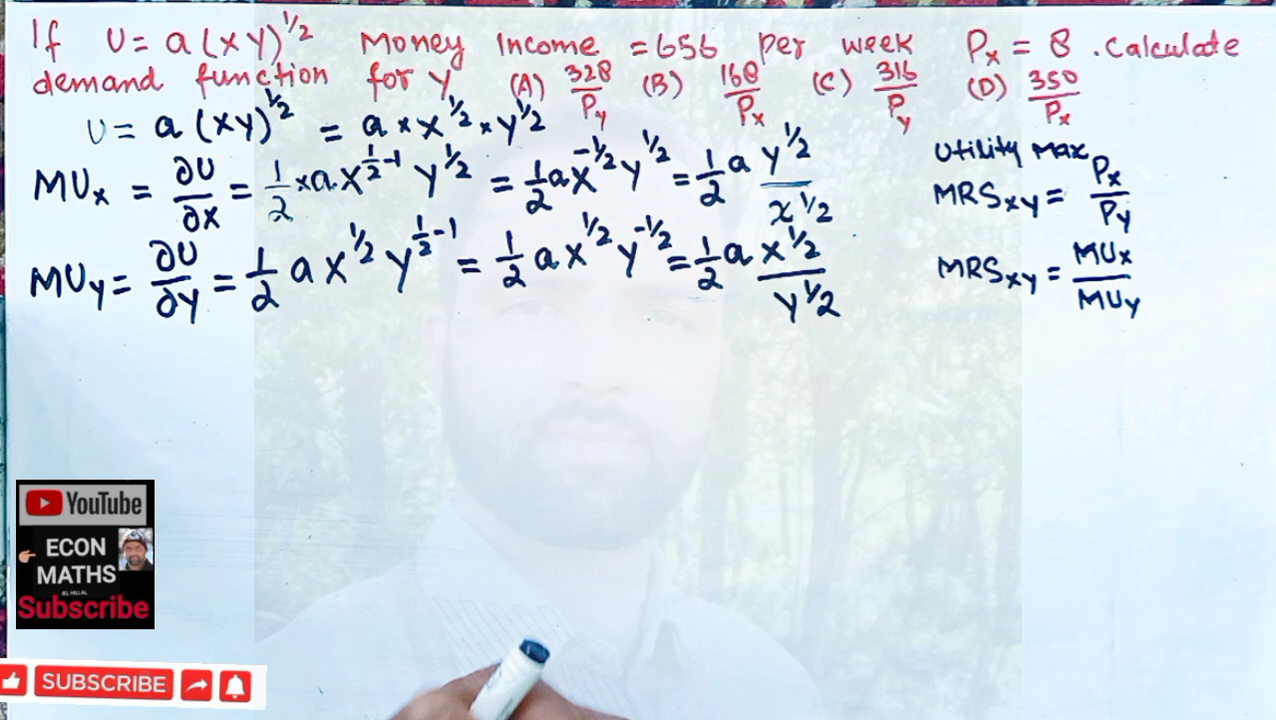 If U = a(XY)^1/2 Money Income = 656 Per week Px = 8 . Calculate
demand function for Y (A) 328/Py (B) 168/Px (C) 316/Py (D) 350/Px
U = a(XY)^1/2 = a × X^1/2 × Y^1/2
MUx = ∂U/∂X = 1/2 × a. X^1/2-1 Y^1/2 = 1/2 a X^-1/2 Y^1/2 = 1/2 a Y^1/2 / X^1/2
MUy = ∂U/∂Y = 1/2 a X^1/2 Y^1/2-1 = 1/2 a X^1/2 Y^-1/2 = 1/2 a X^1/2 / Y^1/2
Utility Max
MRSxy = Px/Py
MRSxy = MUx/MUy
YouTube
ECON
MATHS
AL HILLAL
Subscribe
SUBSCRIBE